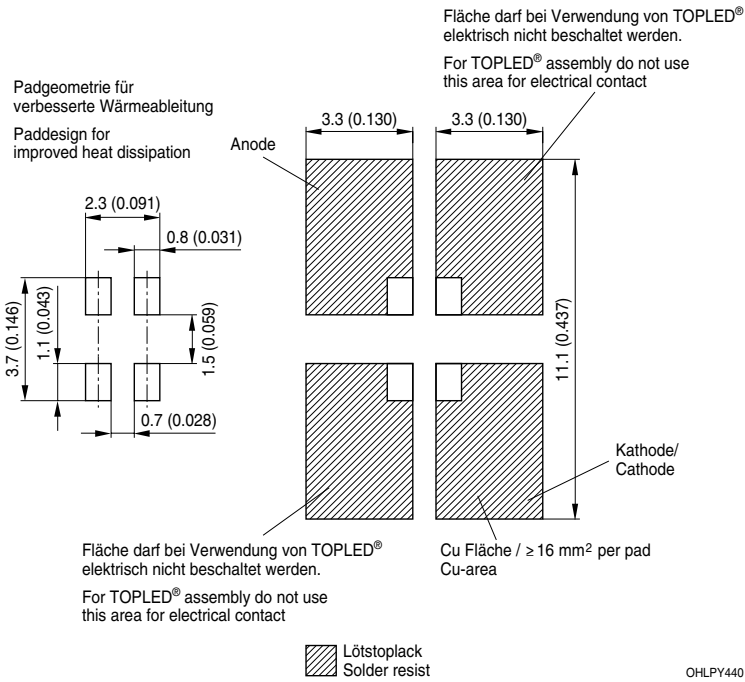 Fläche darf bei Verwendung von TOPLED®
elektrisch nicht beschaltet werden.
For TOPLED® assembly do not use
this area for electrical contact
Padgeometrie für
verbesserte Wärmeableitung
Paddesign for
improved heat dissipation
Anode
3.3 (0.130)
3.3 (0.130)
2.3 (0.091)
0.8 (0.031)
3.7 (0.146)
1.1 (0.043)
1.5 (0.059)
11.1 (0.437)
0.7 (0.028)
Kathode/
Cathode
Fläche darf bei Verwendung von TOPLED®
elektrisch nicht beschaltet werden.
For TOPLED® assembly do not use
this area for electrical contact
Cu Fläche / ≥ 16 mm² per pad
Cu-area
Lötstoplack
Solder resist
OHLPY440